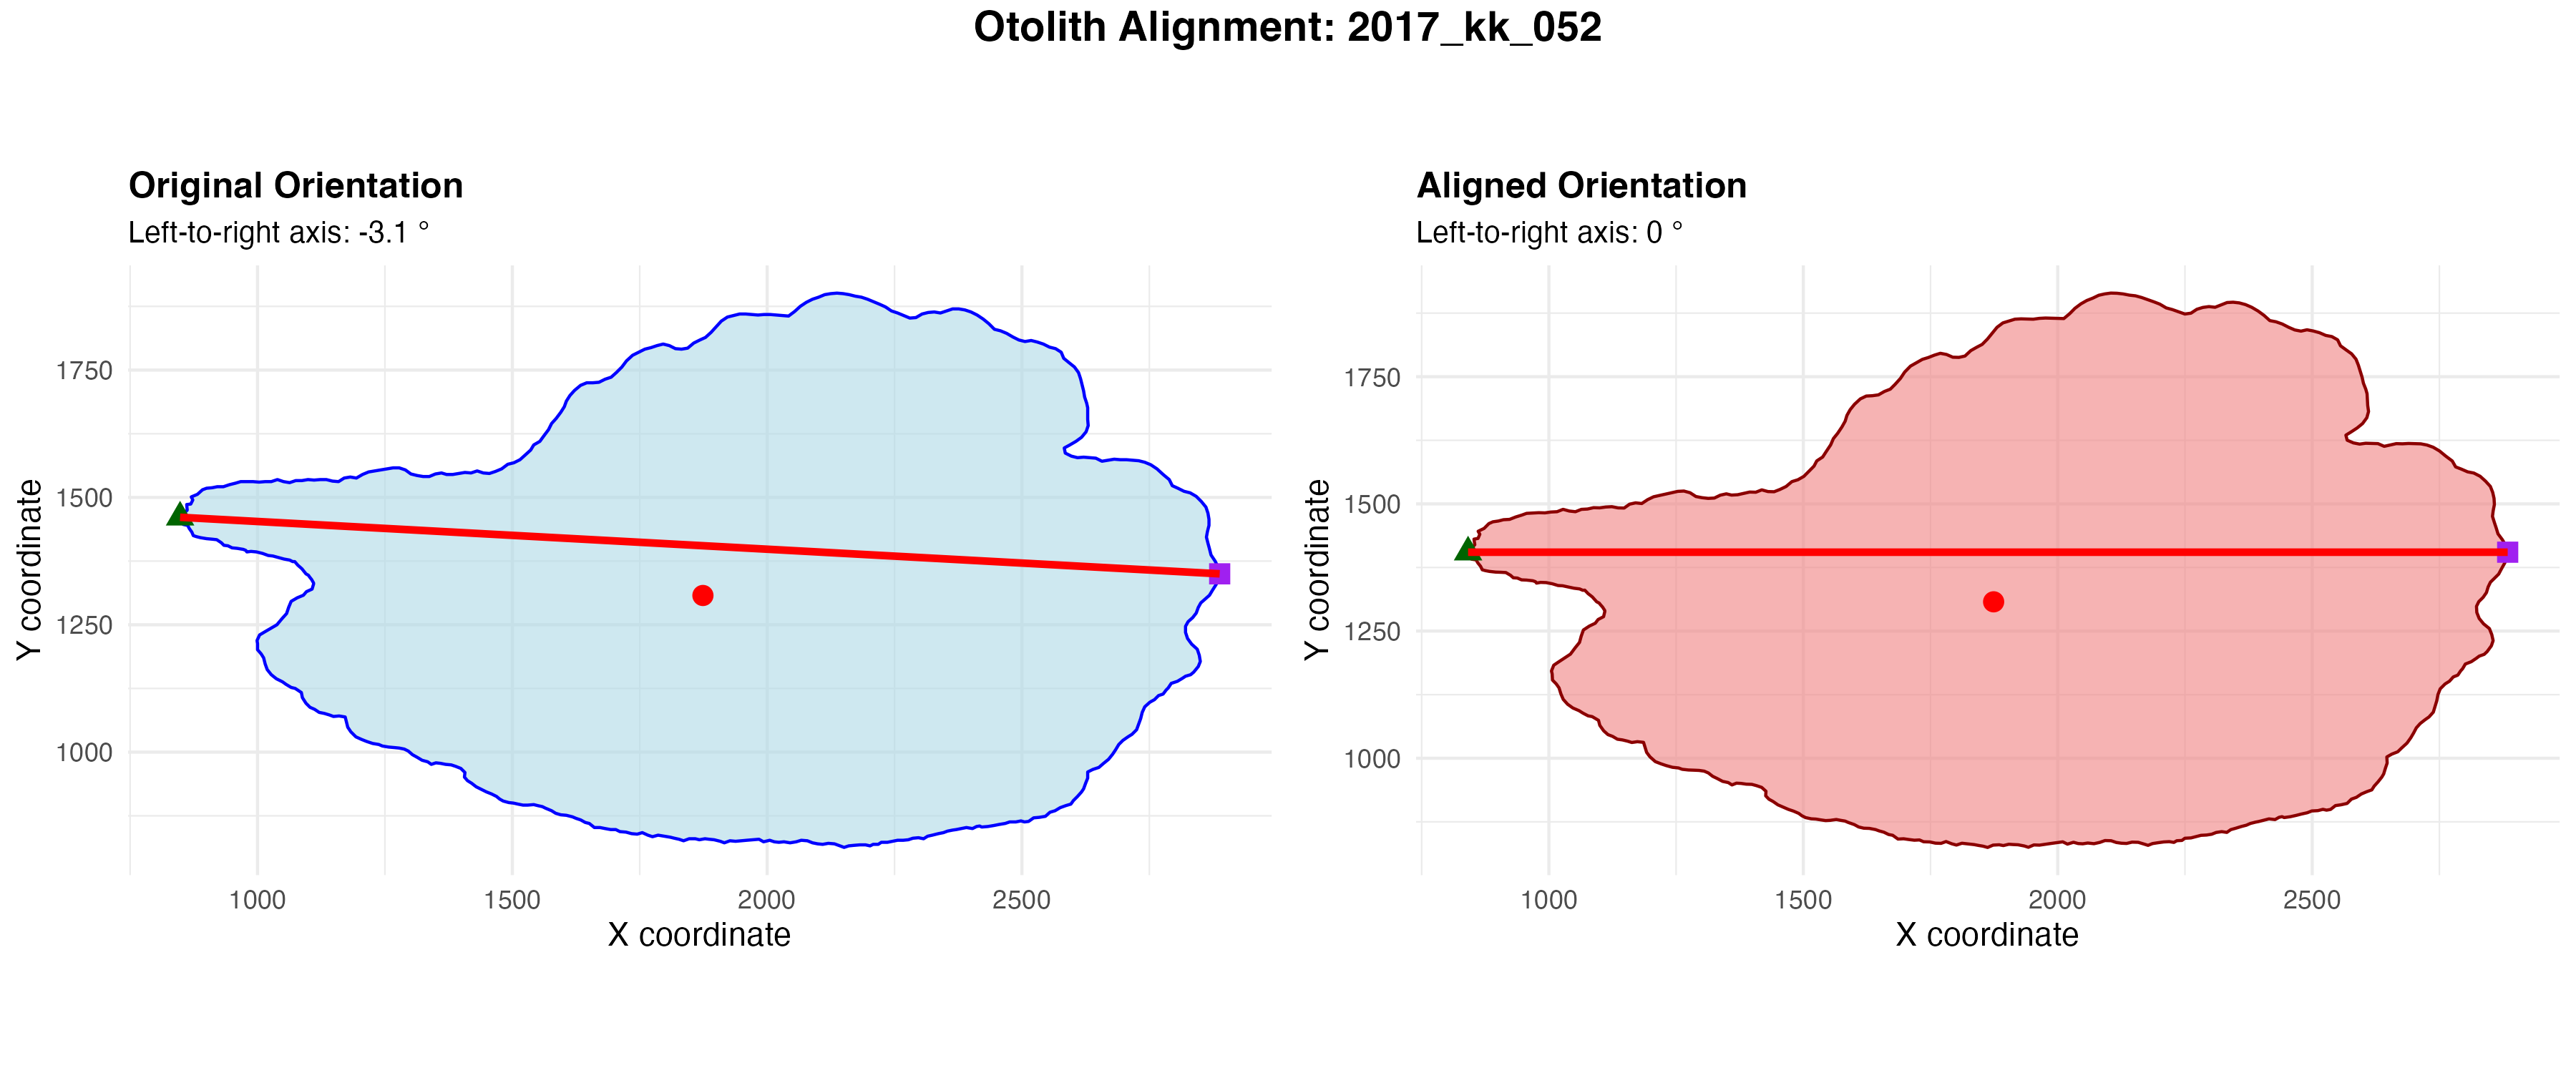 Otolith Alignment: 2017_kk_052
Original Orientation
Left-to-right axis: -3.1 °
1750
1500
1250
1000
Y coordinate
1000
1500
2000
2500
X coordinate
Aligned Orientation
Left-to-right axis: 0 °
1750
1500
1250
1000
Y coordinate
1000
1500
2000
2500
X coordinate